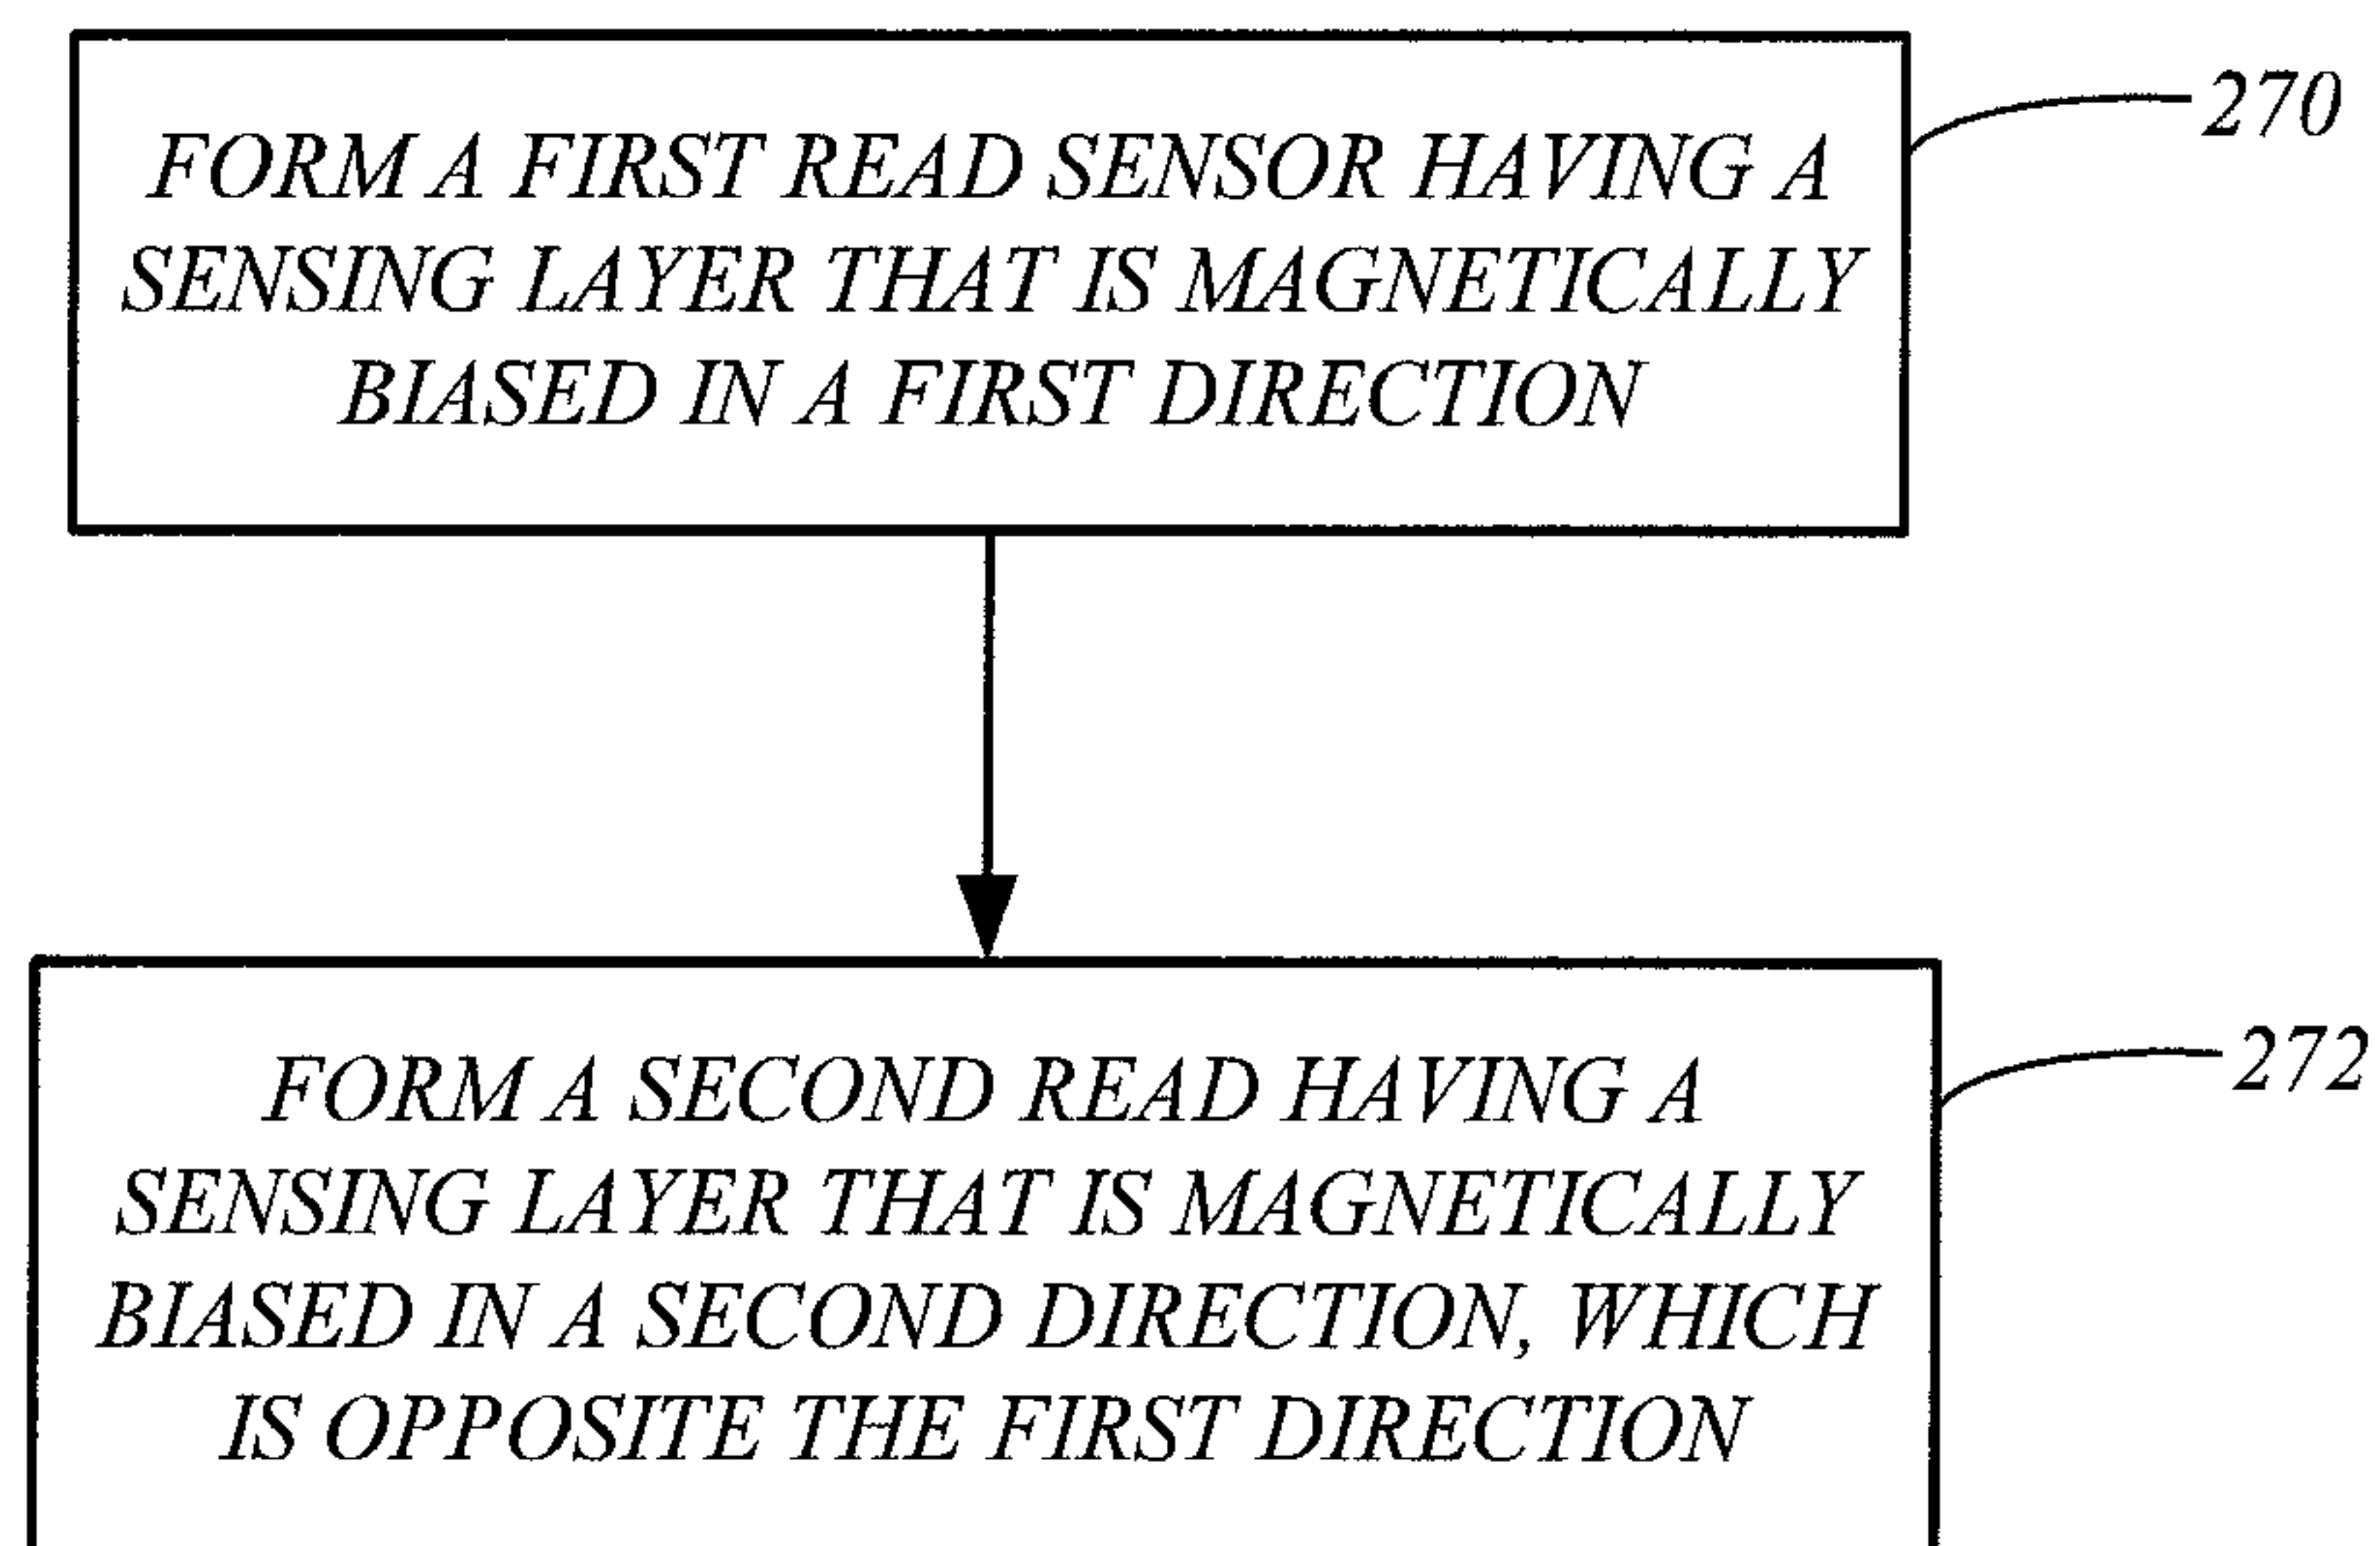 FORM A FIRST READ SENSOR HAVING A
SENSING LAYER THAT IS MAGNETICALLY
BIASED IN A FIRST DIRECTION
270
FORM A SECOND READ HAVING A
SENSING LAYER THAT IS MAGNETICALLY
BIASED IN A SECOND DIRECTION, WHICH
IS OPPOSITE THE FIRST DIRECTION
272